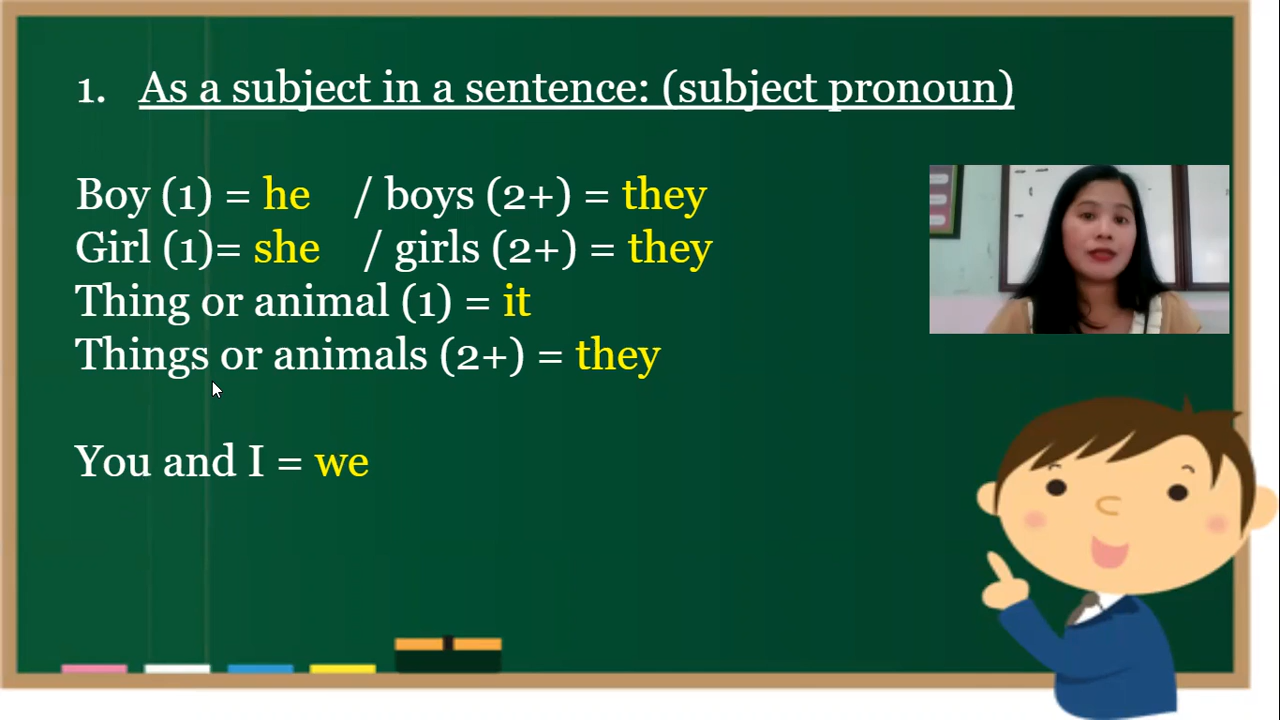 1. As a subject in a sentence: (subject pronoun)
Boy (1) = he / boys (2+) = they
Girl (1)= she / girls (2+) = they
Thing or animal (1) = it
Things or animals (2+) = they
You and I = we